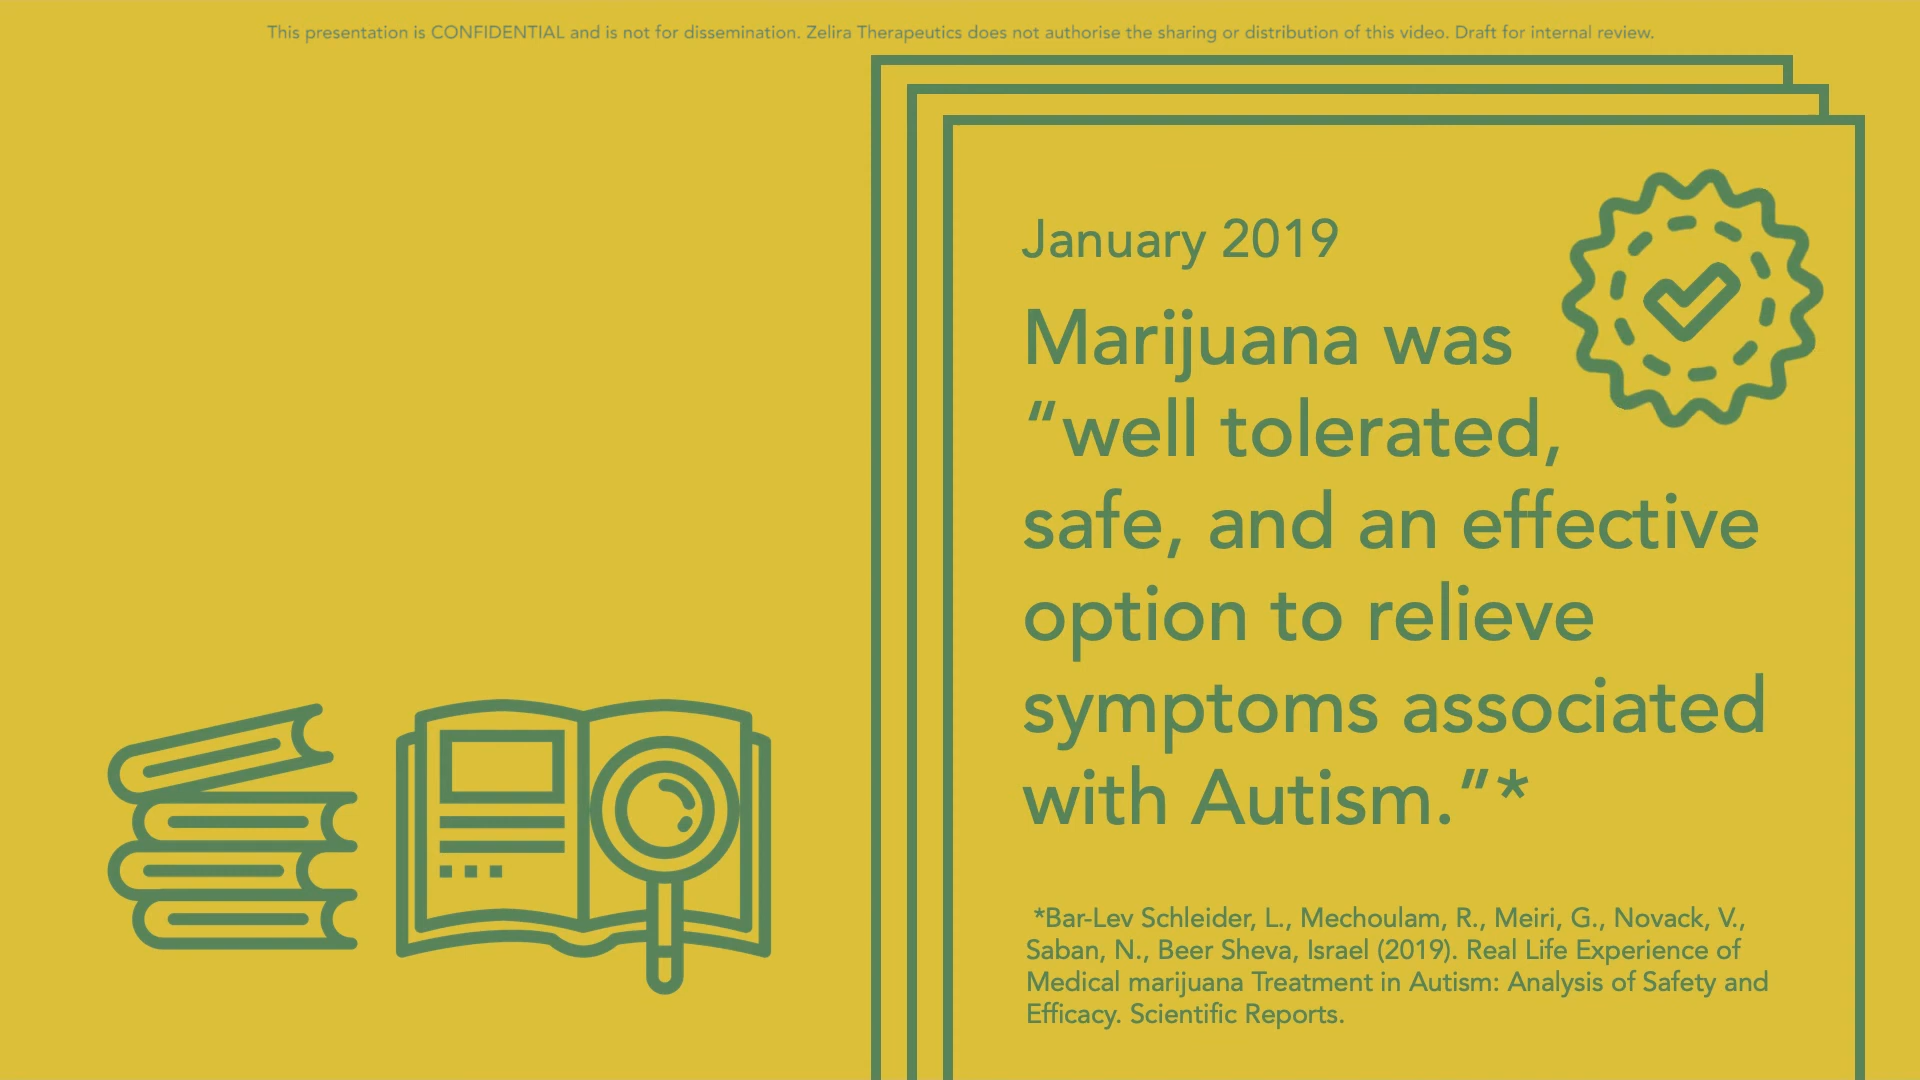 This presentation is CONFIDENTIAL and is not for dissemination. Zelira Therapeutics does not authorise the sharing or distribution of this video. Draft for internal review.
January 2019
Marijuana was
“well tolerated,
safe, and an effective
option to relieve
symptoms associated
with Autism.”*
*Bar-Lev Schleider, L., Mechoulam, R., Meiri, G., Novack, V.,
Saban, N., Beer Sheva, Israel (2019). Real Life Experience of
Medical marijuana Treatment in Autism: Analysis of Safety and
Efficacy. Scientific Reports.